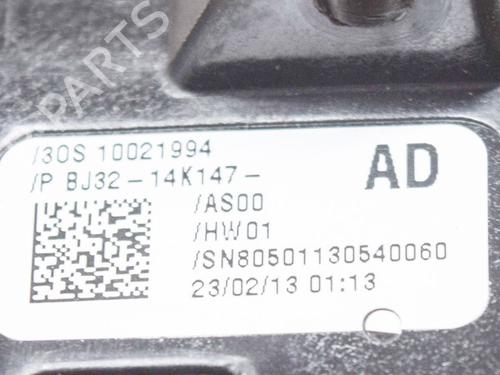 PARTS
/30S 10021994
/P BJ32-14K147-
AD
/AS00
/HW01
/SN80501130540060
23/02/13 01:13